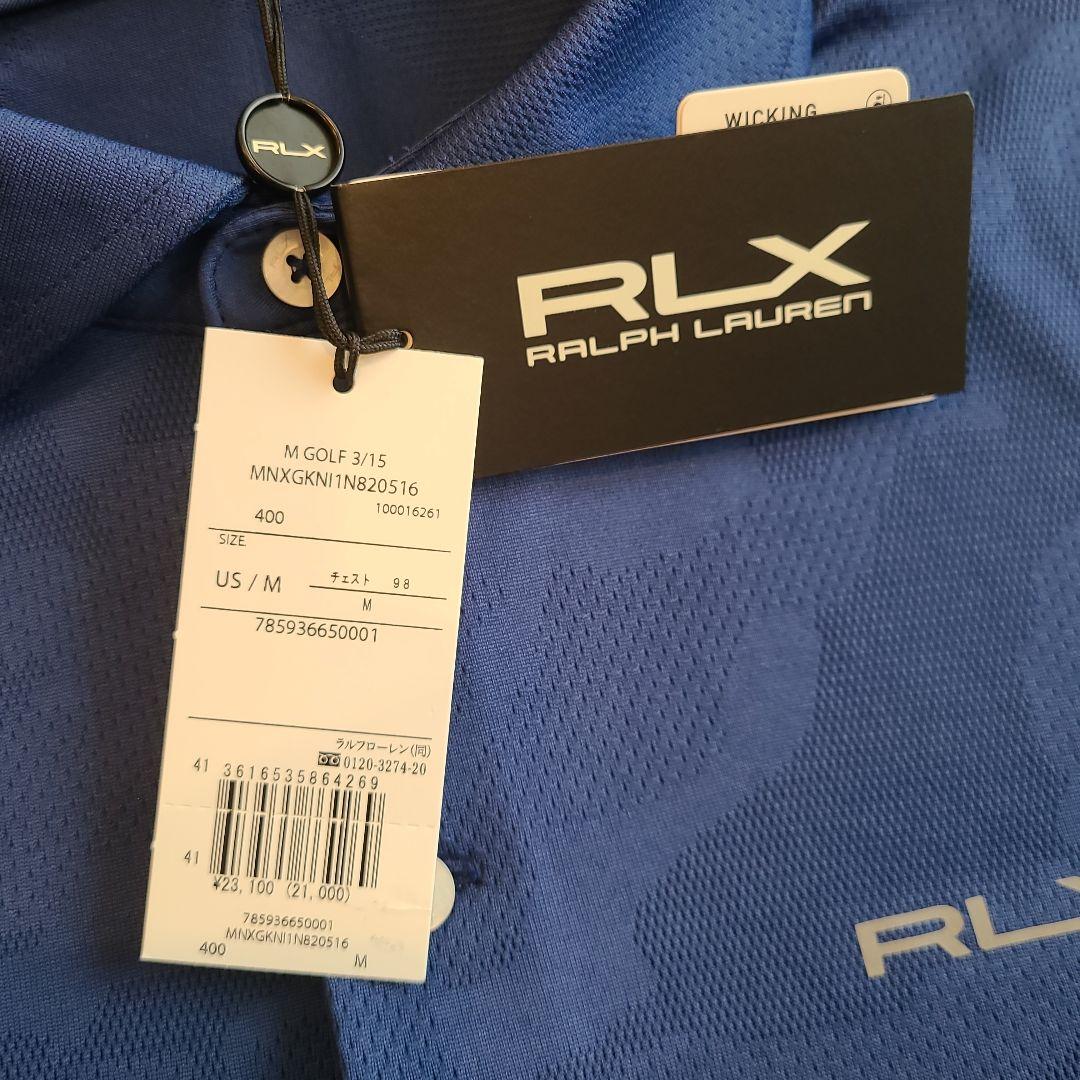 RLX
WICKING
RLX
RALPH LAUREN
M GOLF 3/15
MNXGKNI1N820516
100016261
400
SIZE
US / M
チェスト 98
M
785936650001
ラルフローレン(同)
0120-3274-20
41
3616535864269
41
¥23,100 (21,000)
785936650001
MNXGKNI1N820516
400
M
RLX